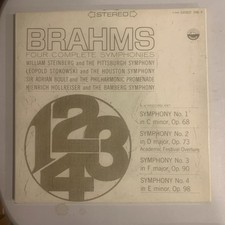 STEREO
BRAHMS
FOUR COMPLETE SYMPHONIES
WILLIAM STEINBERG and THE PITTSBURGH SYMPHONY
LEOPOLD STOKOWSKI and THE HOUSTON SYMPHONY
SIR ADRIAN BOULT and THE PHILHARMONIC PROMENADE
HEINRICH HOLLREISER and THE BAMBERG SYMPHONY
1
2
3
4
SYMPHONY No. 1
in C minor, Op. 68
SYMPHONY No. 2
in D major, Op. 73
Academic Festival Overture
SYMPHONY No. 3
in F major, Op. 90
SYMPHONY No. 4
in E minor, Op. 98